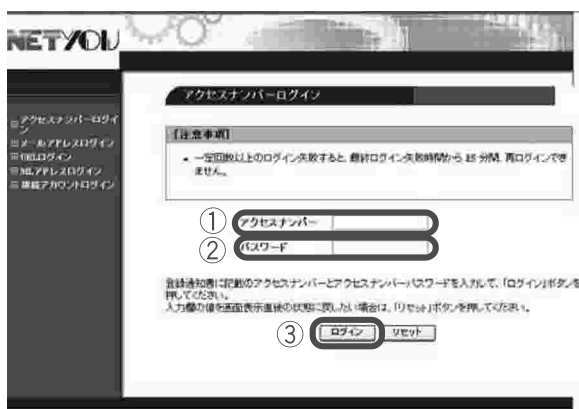 NETYOU
アクセスナンバーログイン
アクセスナンバーログイ
ン
メールアドレスログイン
URLログイン
MLアドレスログイン
接続アカウントログイン
【注意事項】
一定回数以上のログイン失敗すると、最終ログイン失敗時間から 15 分間、再ログインでき
ません。
① アクセスナンバー
② パスワード
登録通知書に記載のアクセスナンバーとアクセスナンバーパスワードを入力して、「ログイン」ボタンを
押してください。
入力欄の値を画面表示直後の状態に戻したい場合は、「リセット」ボタンを押してください。
③ ログイン リセット